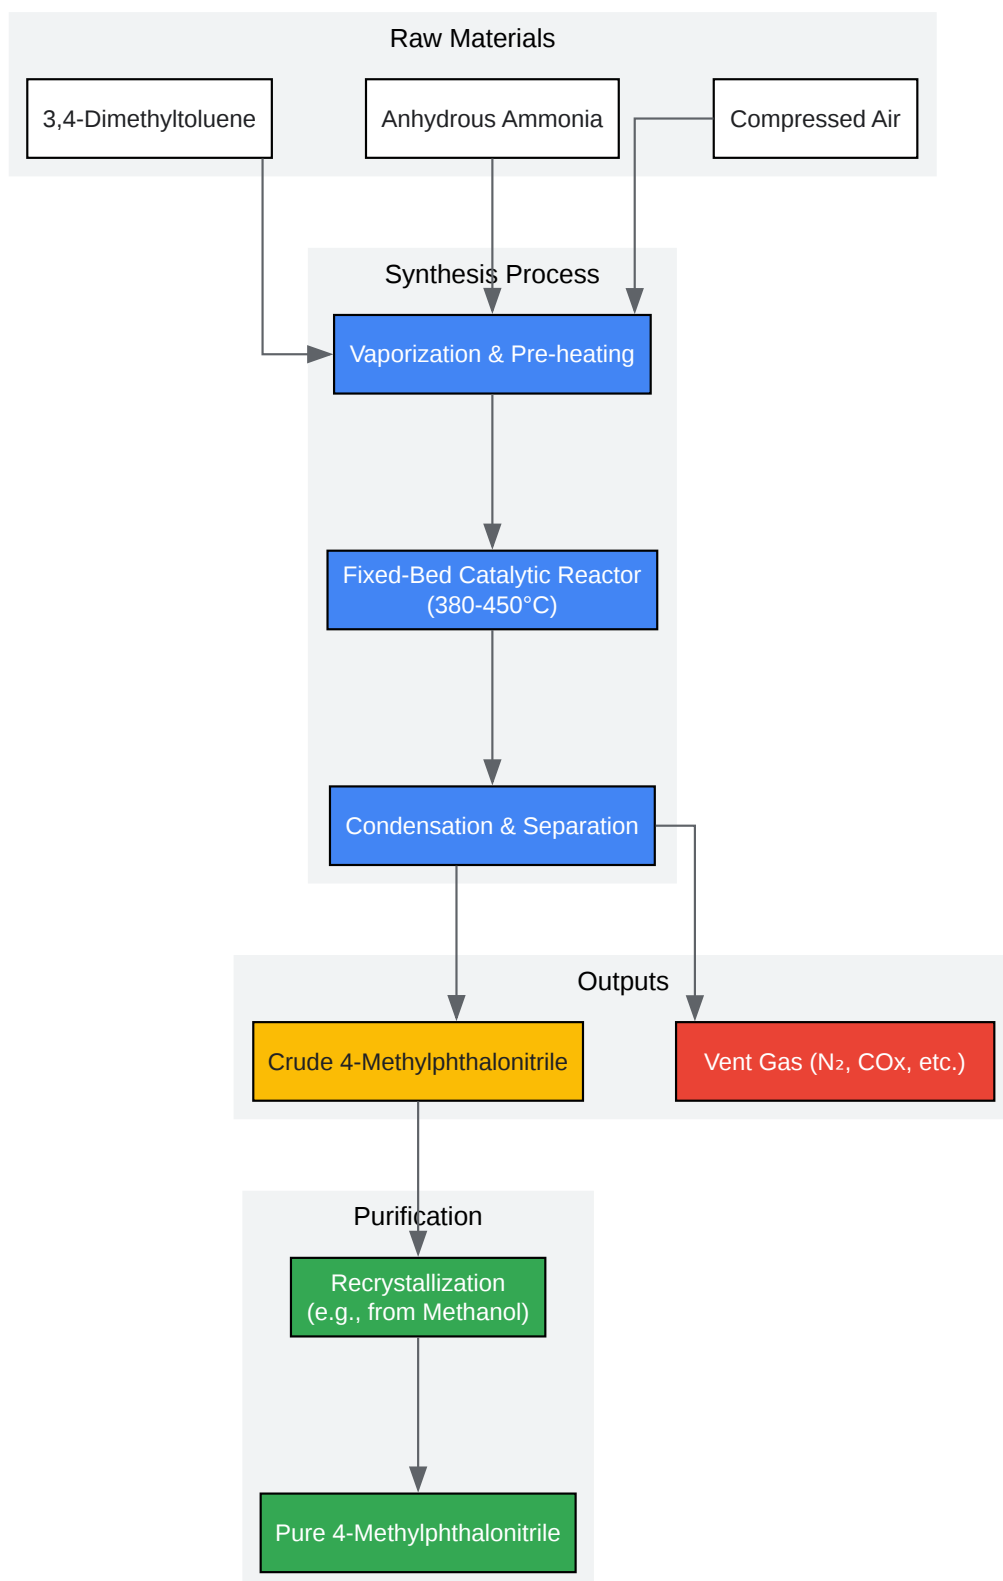 Raw Materials
3,4-Dimethyltoluene
Anhydrous Ammonia
Compressed Air
Synthesis Process
Vaporization & Pre-heating
Fixed-Bed Catalytic Reactor
(380-450°C)
Condensation & Separation
Outputs
Crude 4-Methylphthalonitrile
Vent Gas (N₂, COx, etc.)
Purification
Recrystallization
(e.g., from Methanol)
Pure 4-Methylphthalonitrile